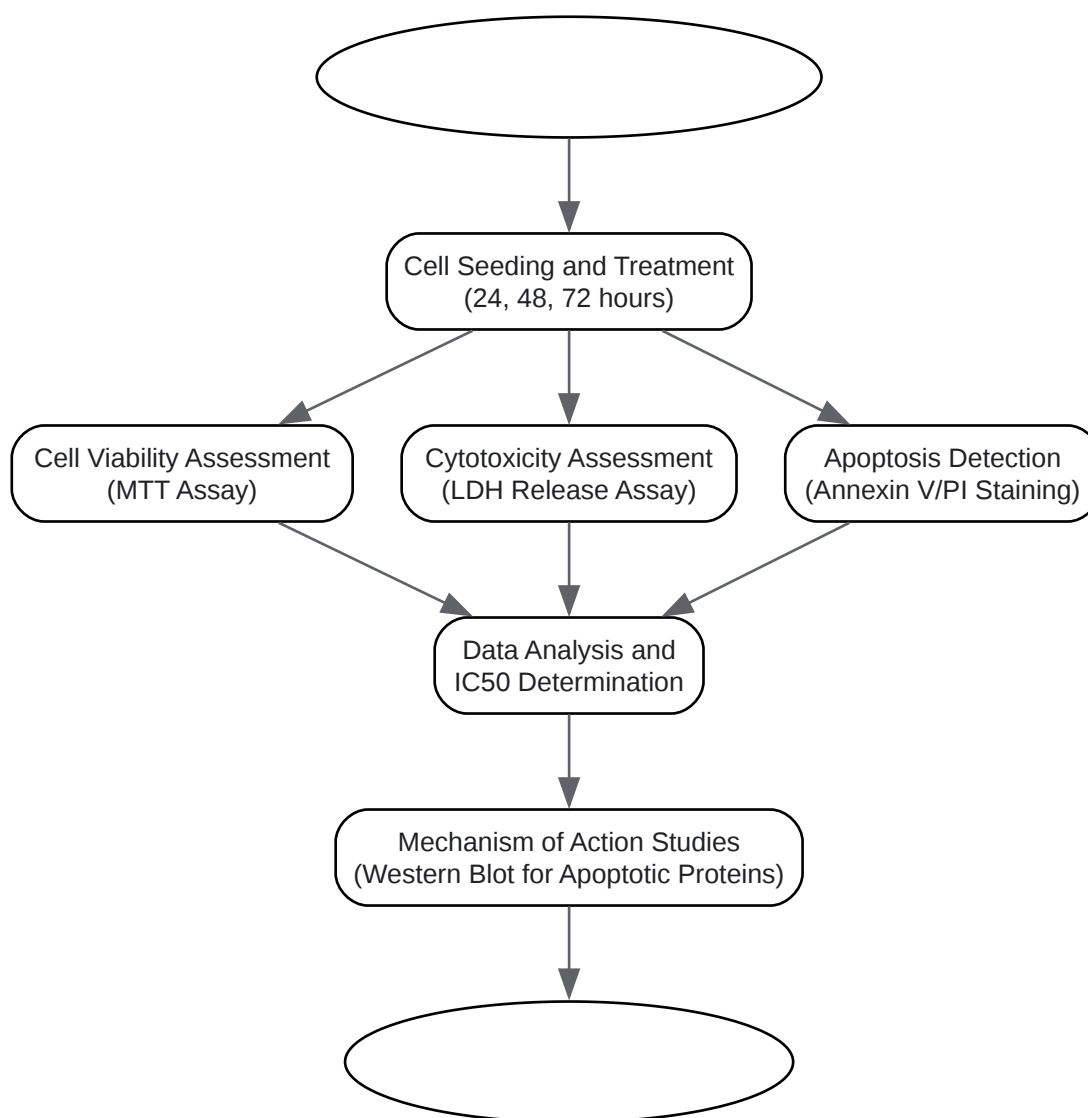 Cell Seeding and Treatment
(24, 48, 72 hours)
Cell Viability Assessment
(MTT Assay)
Cytotoxicity Assessment
(LDH Release Assay)
Apoptosis Detection
(Annexin V/PI Staining)
Data Analysis and
IC50 Determination
Mechanism of Action Studies
(Western Blot for Apoptotic Proteins)